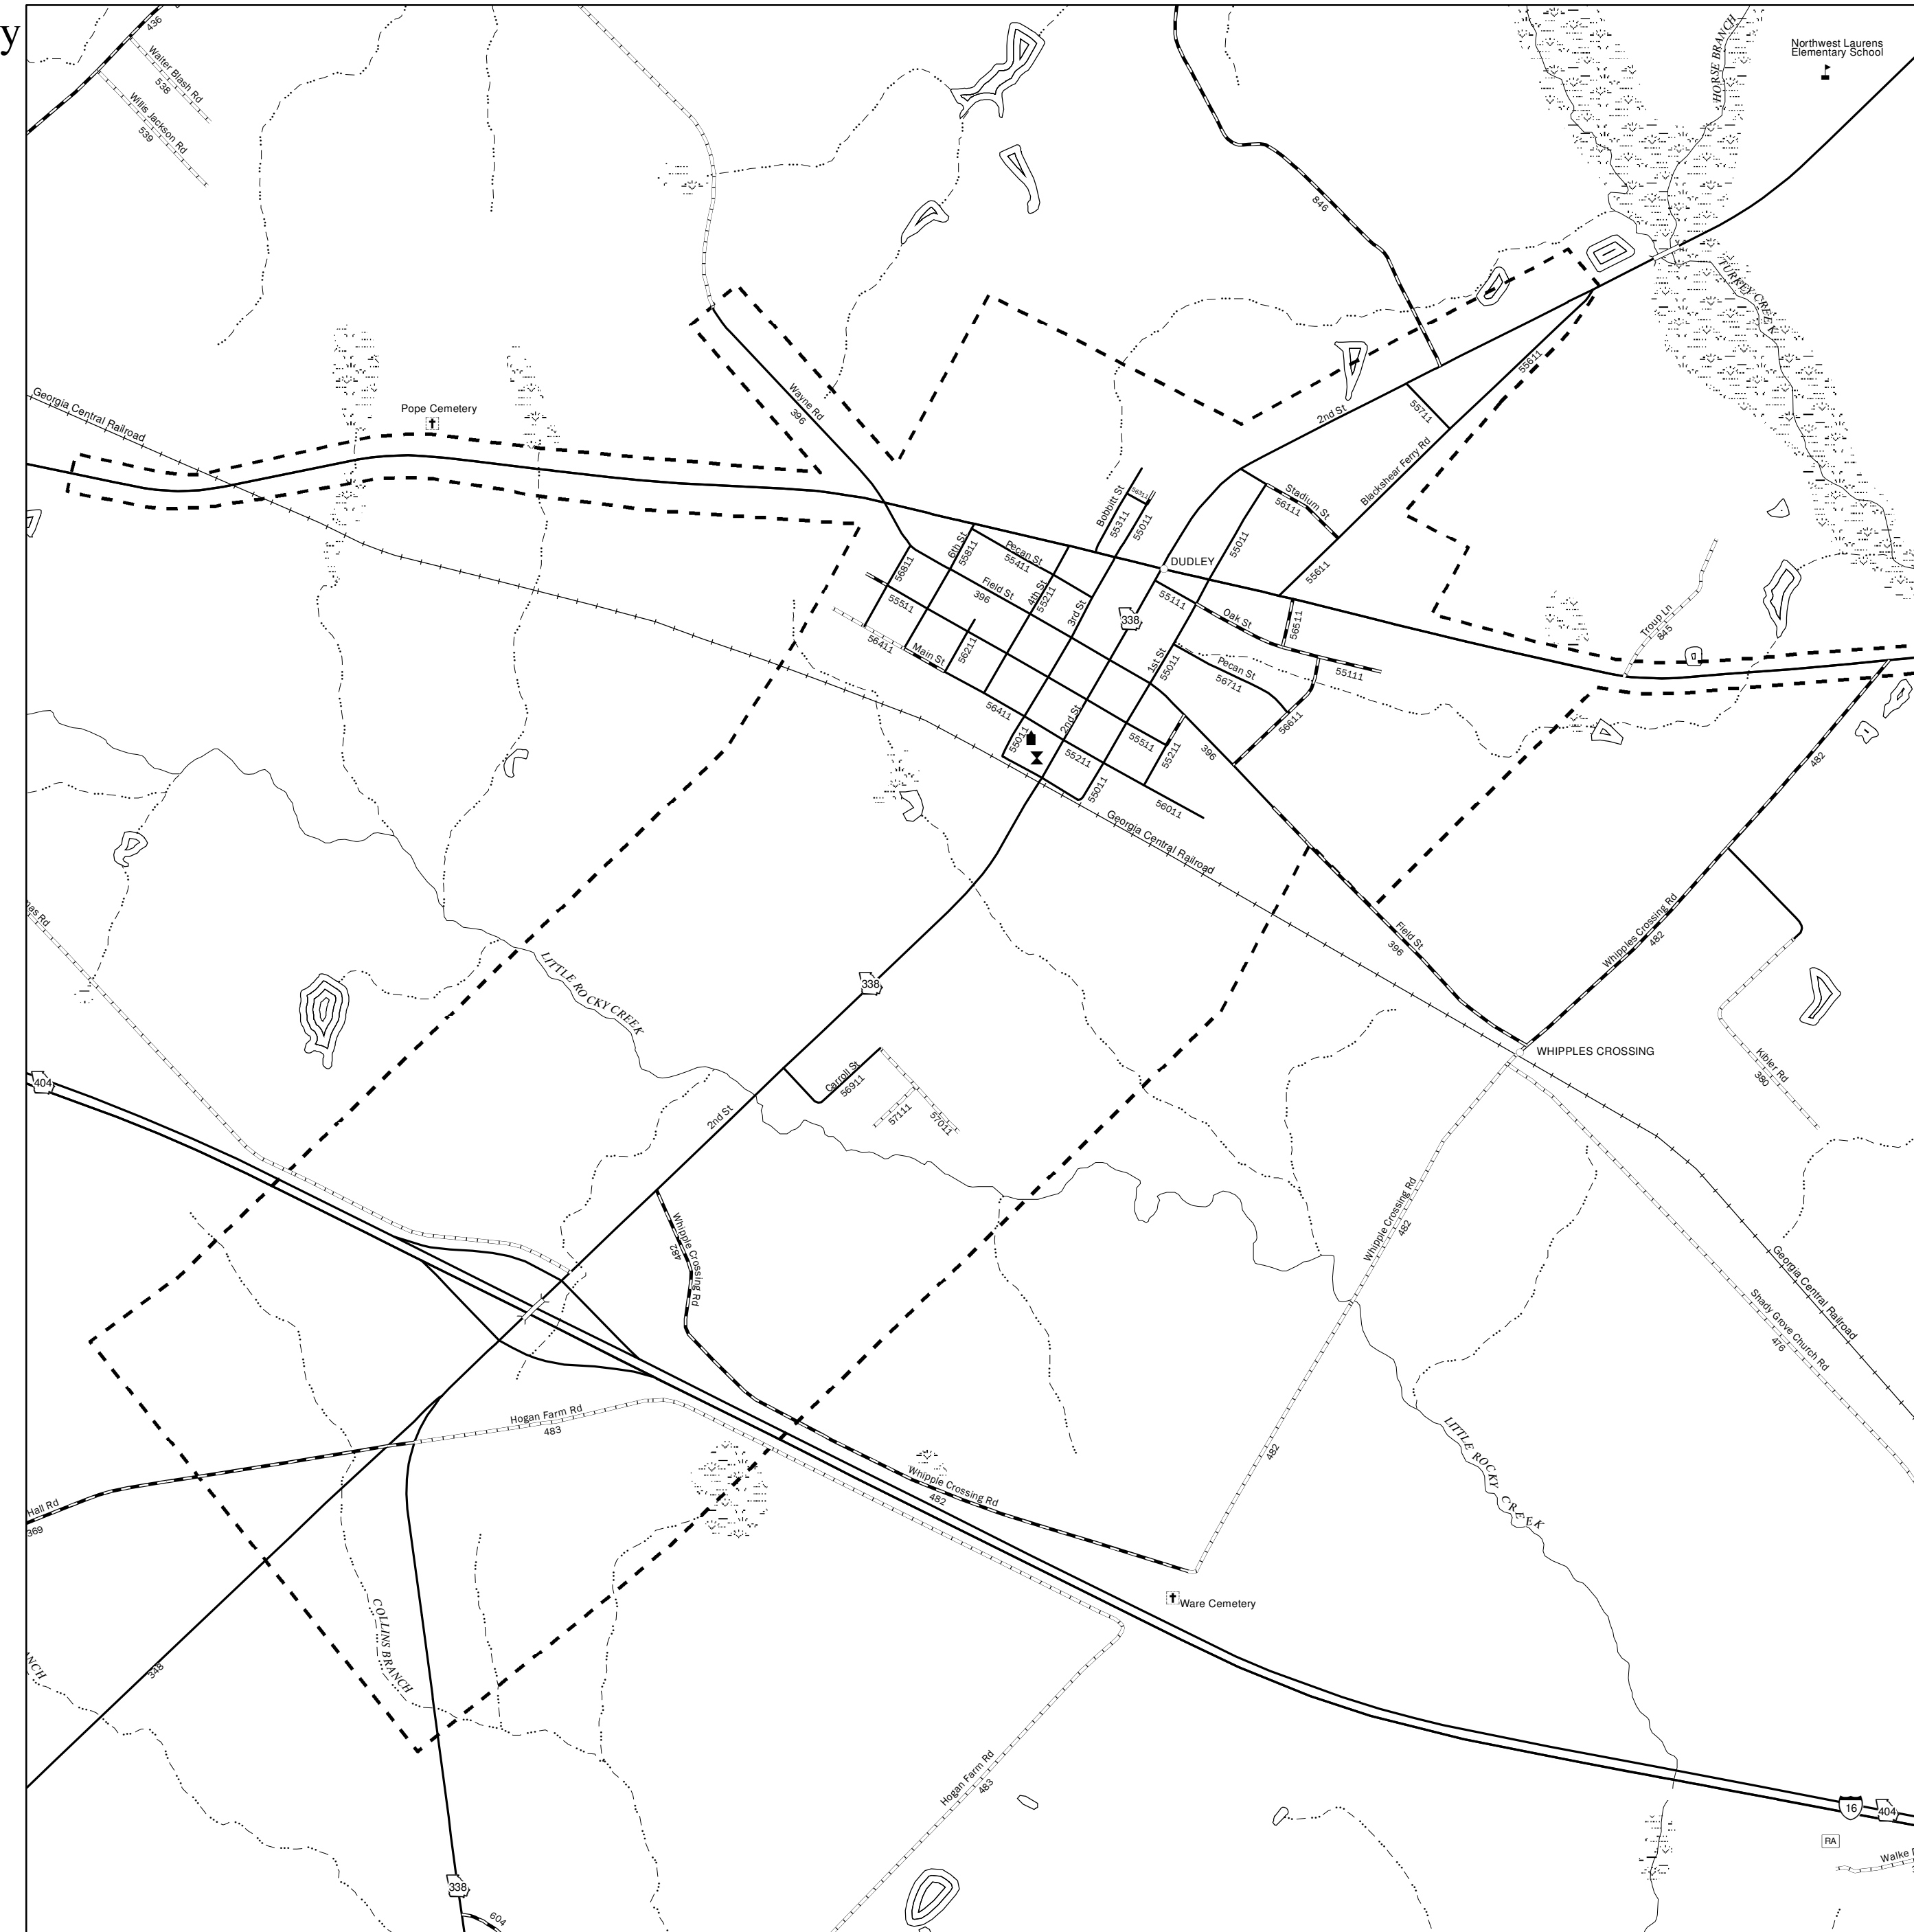 y
436
Walter Blash Rd
538
Willis Jackson Rd
539
HORSE BRANCH
Northwest Laurens
Elementary School
846
TURKEY CREEK
Georgia Central Railroad
Pope Cemetery
Wayne Rd
396
2nd St
55711
55611
Blackshear Ferry Rd
Stadium St
56111
Bobbitt St
55311
56311
55011
55011
DUDLEY
55611
6th St
55811
Pecan St
55411
56811
Field St
396
4th St
55211
3rd St
338
55111
Oak St
56511
55511
56411
Main St
56211
1st St
55011
Pecan St
56711
55111
Troup Ln
845
56411
55011
2nd St
55211
55511
55211
396
56611
55011
56011
482
Georgia Central Railroad
mas Rd
LITTLE ROCKY CREEK
338
Field St
396
Whipples Crossing Rd
482
WHIPPLES CROSSING
Kibler Rd
380
404
Carroll St
56911
57111
57011
2nd St
Whipple Crossing Rd
482
Whipple Crossing Rd
482
Georgia Central Railroad
Shady Grove Church Rd
476
Hogan Farm Rd
483
LITTLE ROCKY CREEK
482
Whipple Crossing Rd
482
Hall Rd
369
Ware Cemetery
COLLINS BRANCH
NCH
348
Hogan Farm Rd
483
16
404
RA
Walke
338
604